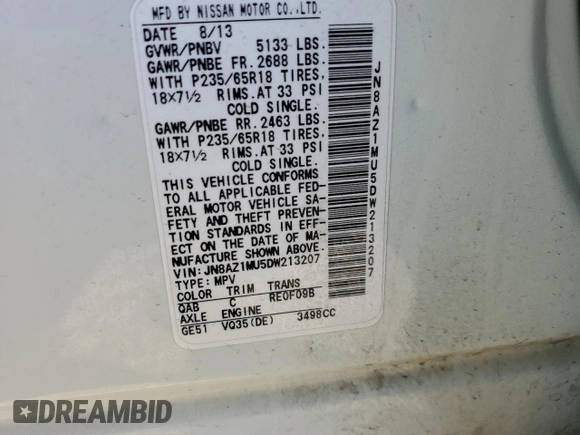 MFD BY NISSAN MOTOR CO.,LTD.
DATE 8/13
GVWR/PNBV 5133 LBS.
GAWR/PNBE FR. 2688 LBS.
WITH P235/65R18 TIRES,
18X7½ RIMS. AT 33 PSI
COLD SINGLE.
GAWR/PNBE RR. 2463 LBS.
WITH P235/65R18 TIRES,
18X7½ RIMS. AT 33 PSI
COLD SINGLE.
THIS VEHICLE CONFORMS
TO ALL APPLICABLE FED-
ERAL MOTOR VEHICLE SA-
FETY AND THEFT PREVEN-
TION STANDARDS IN EFF-
ECT ON THE DATE OF MA-
NUFACTURE SHOWN ABOVE.
VIN: JN8AZ1MU5DW213207
TYPE: MPV
COLOR TRIM TRANS
QAB C RE0F09B
AXLE ENGINE
GE51 VQ35(DE) 3498CC
JN8AZ1MU5DW213207
DREAMBID